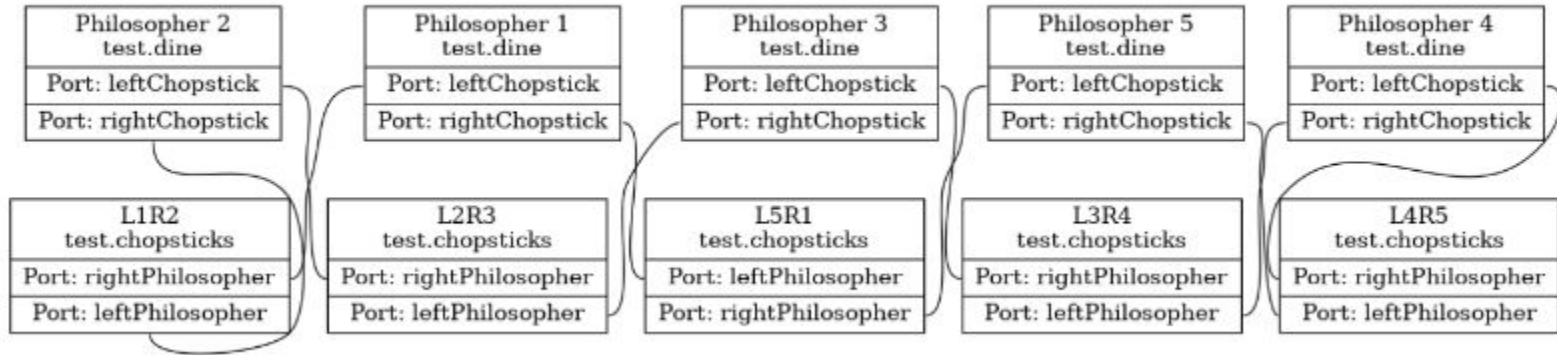 Philosopher 2
test.dine
Port: leftChopstick
Port: rightChopstick
Philosopher 1
test.dine
Port: leftChopstick
Port: rightChopstick
Philosopher 3
test.dine
Port: leftChopstick
Port: rightChopstick
Philosopher 5
test.dine
Port: leftChopstick
Port: rightChopstick
Philosopher 4
test.dine
Port: leftChopstick
Port: rightChopstick
L1R2
test.chopsticks
Port: rightPhilosopher
Port: leftPhilosopher
L2R3
test.chopsticks
Port: rightPhilosopher
Port: leftPhilosopher
L5R1
test.chopsticks
Port: leftPhilosopher
Port: rightPhilosopher
L3R4
test.chopsticks
Port: rightPhilosopher
Port: leftPhilosopher
L4R5
test.chopsticks
Port: rightPhilosopher
Port: leftPhilosopher